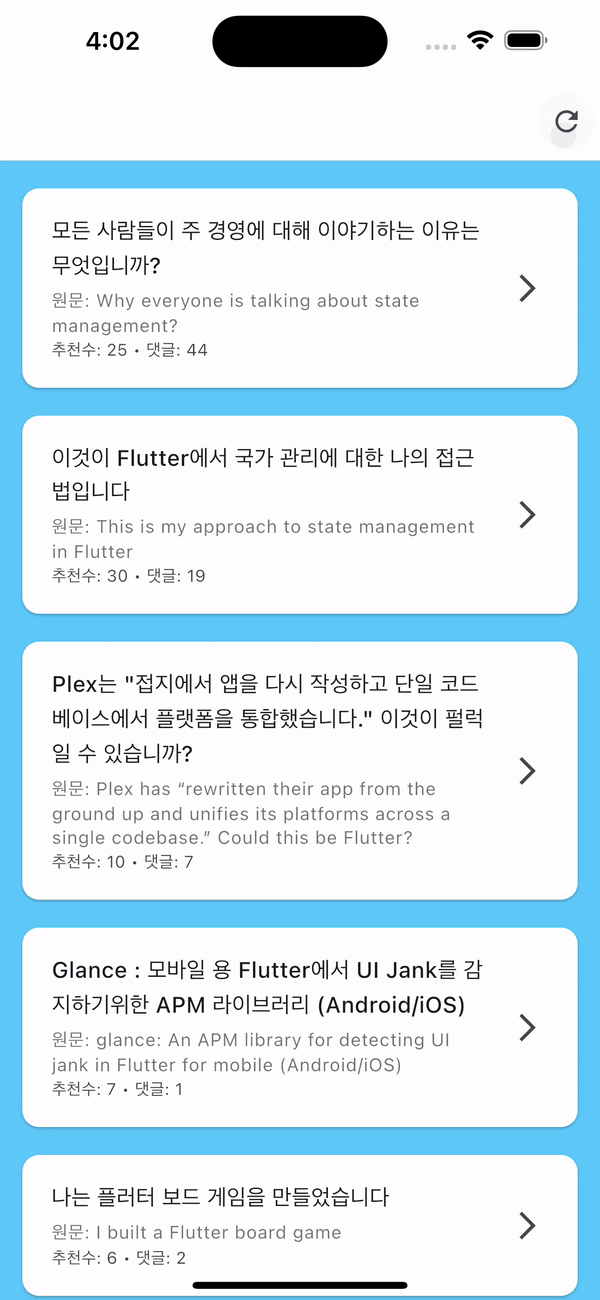 4:02
모든 사람들이 주 경영에 대해 이야기하는 이유는
무엇입니까?
원문: Why everyone is talking about state
management?
추천수: 25 • 댓글: 44
이것이 Flutter에서 국가 관리에 대한 나의 접근
법입니다
원문: This is my approach to state management
in Flutter
추천수: 30 • 댓글: 19
Plex는 "접지에서 앱을 다시 작성하고 단일 코드
베이스에서 플랫폼을 통합했습니다." 이것이 펄럭
일 수 있습니까?
원문: Plex has “rewritten their app from the
ground up and unifies its platforms across a
single codebase.” Could this be Flutter?
추천수: 10 • 댓글: 7
Glance : 모바일 용 Flutter에서 UI Jank를 감
지하기위한 APM 라이브러리 (Android/iOS)
원문: glance: An APM library for detecting UI
jank in Flutter for mobile (Android/iOS)
추천수: 7 • 댓글: 1
나는 플러터 보드 게임을 만들었습니다
원문: I built a Flutter board game
추천수: 6 • 댓글: 2